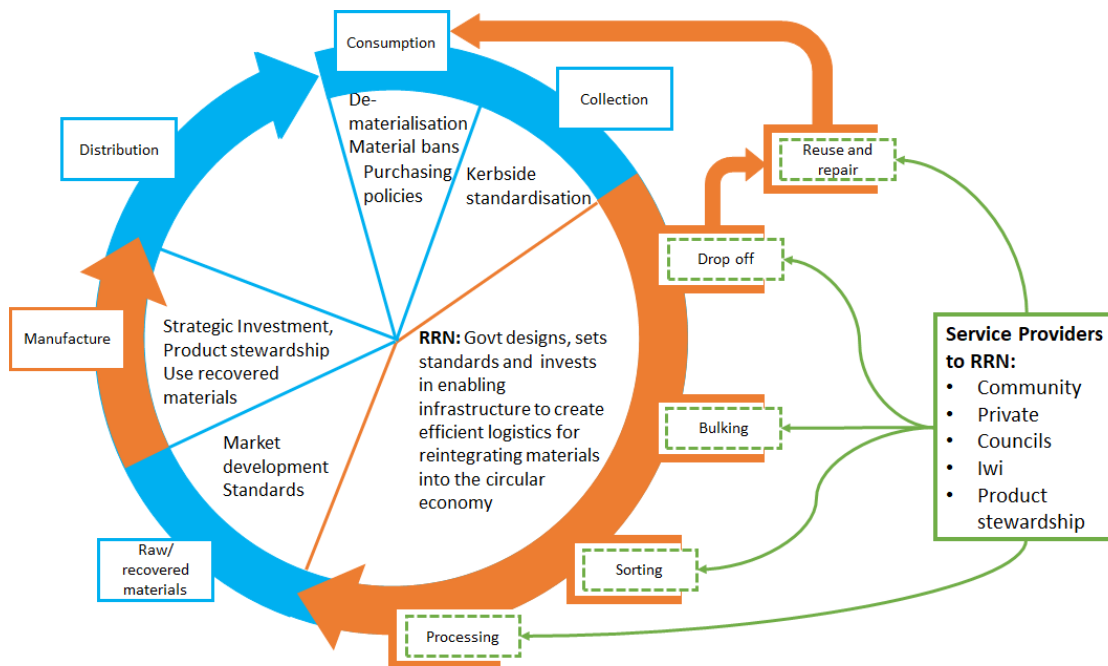 Consumption
Collection
Distribution
De-
materialisation
Material bans
Purchasing
policies
Kerbside
standardisation
Reuse and
repair
Drop off
Manufacture
Strategic Investment,
Product stewardship
Use recovered
materials
RRN: Govt designs, sets
standards and invests
in enabling
infrastructure to create
efficient logistics for
reintegrating materials
into the circular
economy
Service Providers
to RRN:
• Community
• Private
• Councils
• Iwi
• Product
stewardship
Bulking
Market
development
Standards
Raw/
recovered
materials
Sorting
Processing